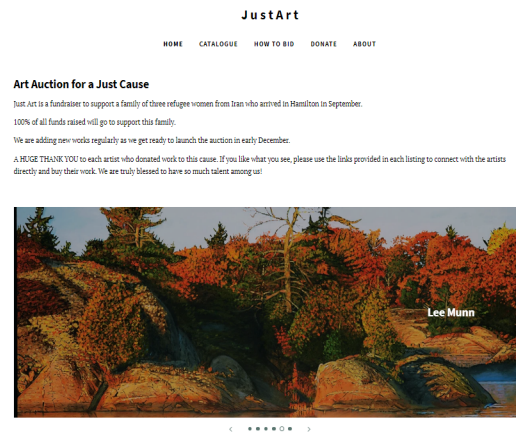 JustArt
HOME CATALOGUE HOW TO BID DONATE ABOUT
Art Auction for a Just Cause
Just Art is a fundraiser to support a family of three refugee women from Iran who arrived in Hamilton in September.
100% of all funds raised will go to support this family.
We are adding new works regularly as we get ready to launch the auction in early December.
A HUGE THANK YOU to each artist who donated work to this cause. If you like what you see, please use the links provided in each listing to connect with the artists
directly and buy their work. We are truly blessed to have so much talent among us!
Lee Munn